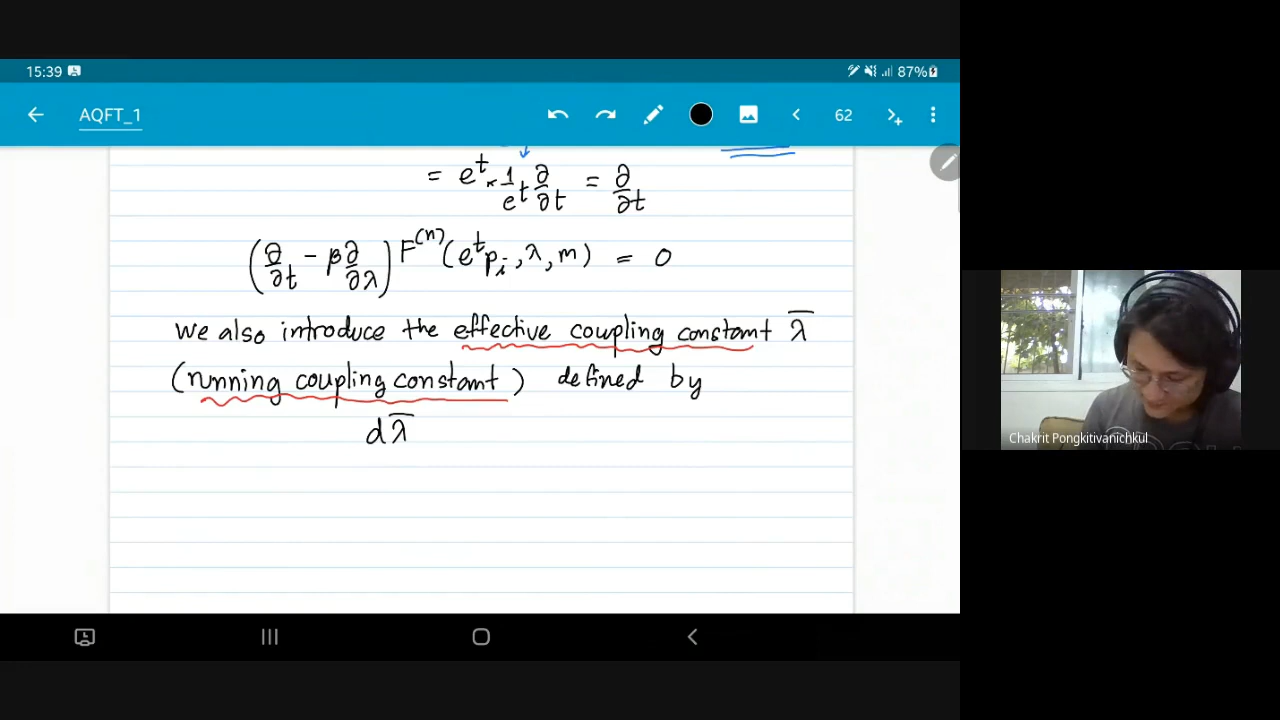 15:39 87%
AQFT_1 62
= e^t × 1/e^t ∂/∂t = ∂/∂t
(∂/∂t - β∂/∂λ) F^(n) (e^t p_i, λ, m) = 0
we also introduce the effective coupling constant λ̅
(running coupling constant) defined by
dλ̅
Chakrit Pongkitivanichkul